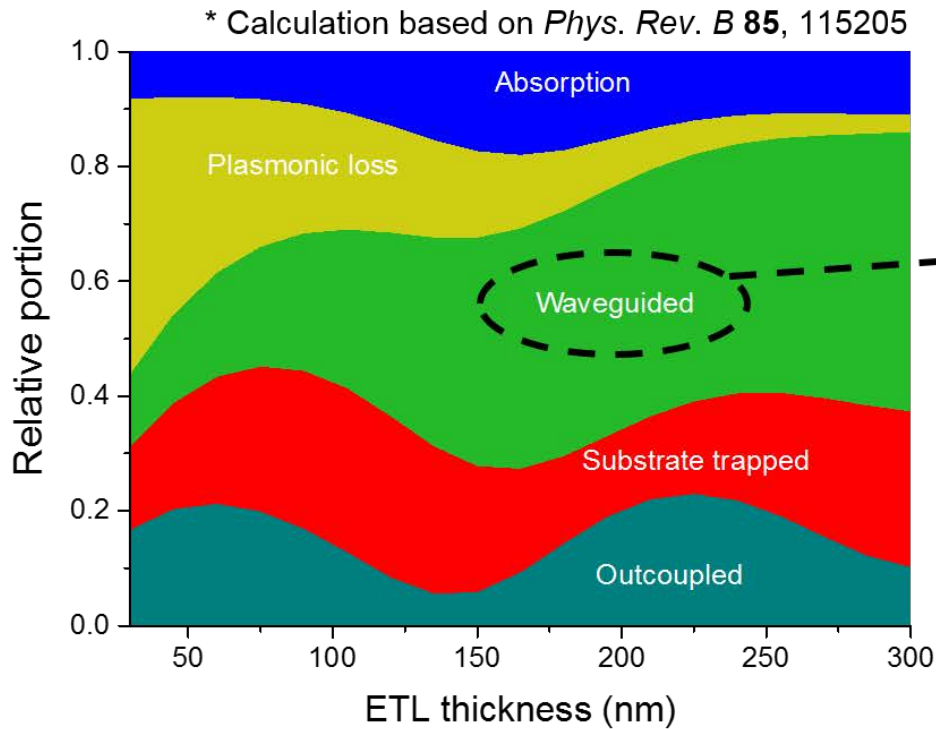 * Calculation based on Phys. Rev. B 85, 115205
1.0
0.8
0.6
0.4
0.2
0.0
Relative portion
Absorption
Plasmonic loss
Waveguided
Substrate trapped
Outcoupled
50
100
150
200
250
300
ETL thickness (nm)